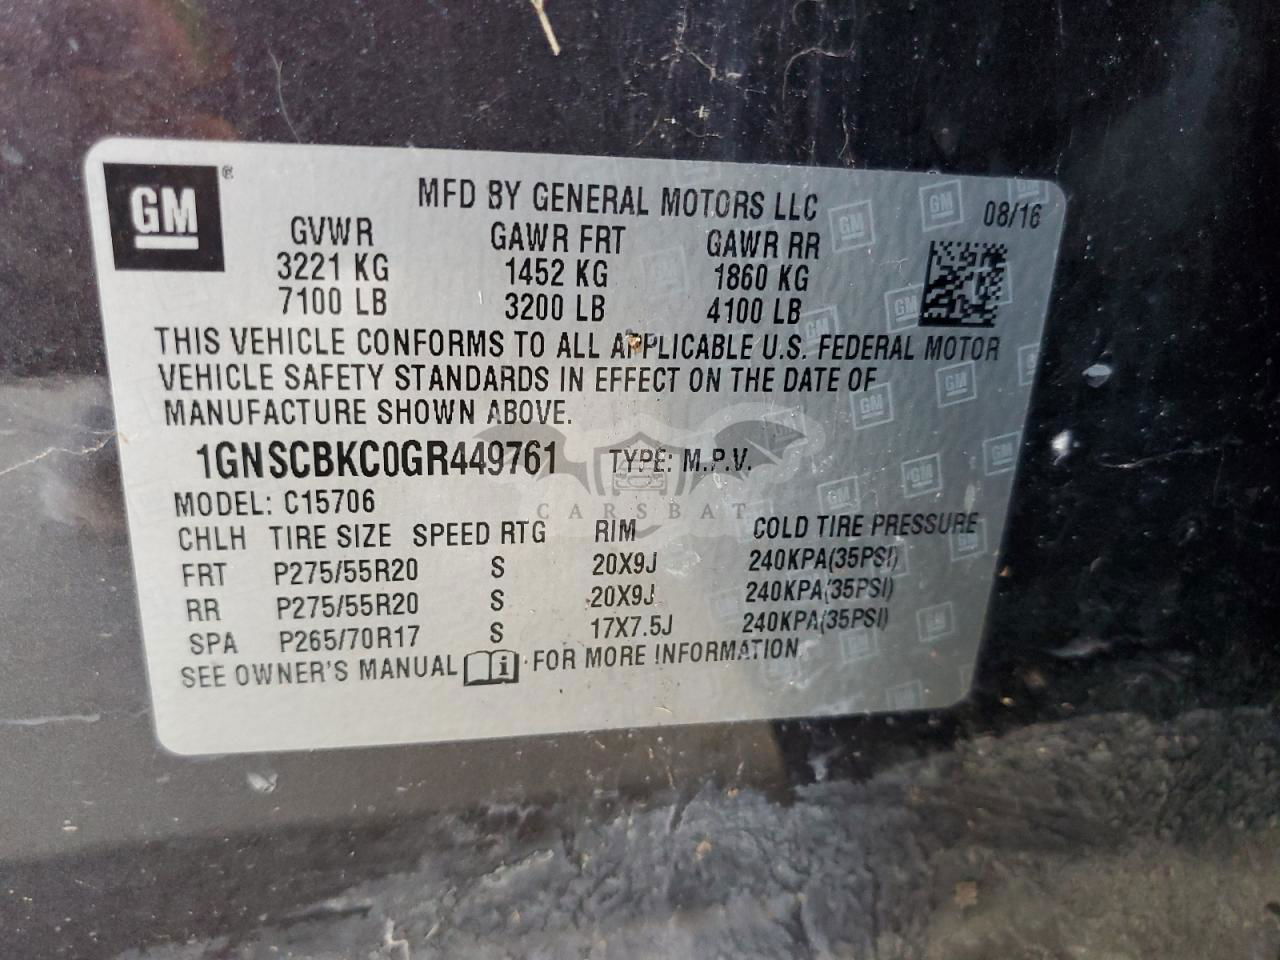 GM ®
MFD BY GENERAL MOTORS LLC
08/16
GVWR GAWR FRT GAWR RR
3221 KG 1452 KG 1860 KG
7100 LB 3200 LB 4100 LB
THIS VEHICLE CONFORMS TO ALL APPLICABLE U.S. FEDERAL MOTOR
VEHICLE SAFETY STANDARDS IN EFFECT ON THE DATE OF
MANUFACTURE SHOWN ABOVE.
1GNSCBKC0GR449761 TYPE: M.P.V.
MODEL: C15706
CARSBAT
CHLH TIRE SIZE SPEED RTG RIM COLD TIRE PRESSURE
FRT P275/55R20 S 20X9J 240KPA(35PSI)
RR P275/55R20 S 20X9J 240KPA(35PSI)
SPA P265/70R17 S 17X7.5J 240KPA(35PSI)
SEE OWNER'S MANUAL i FOR MORE INFORMATION